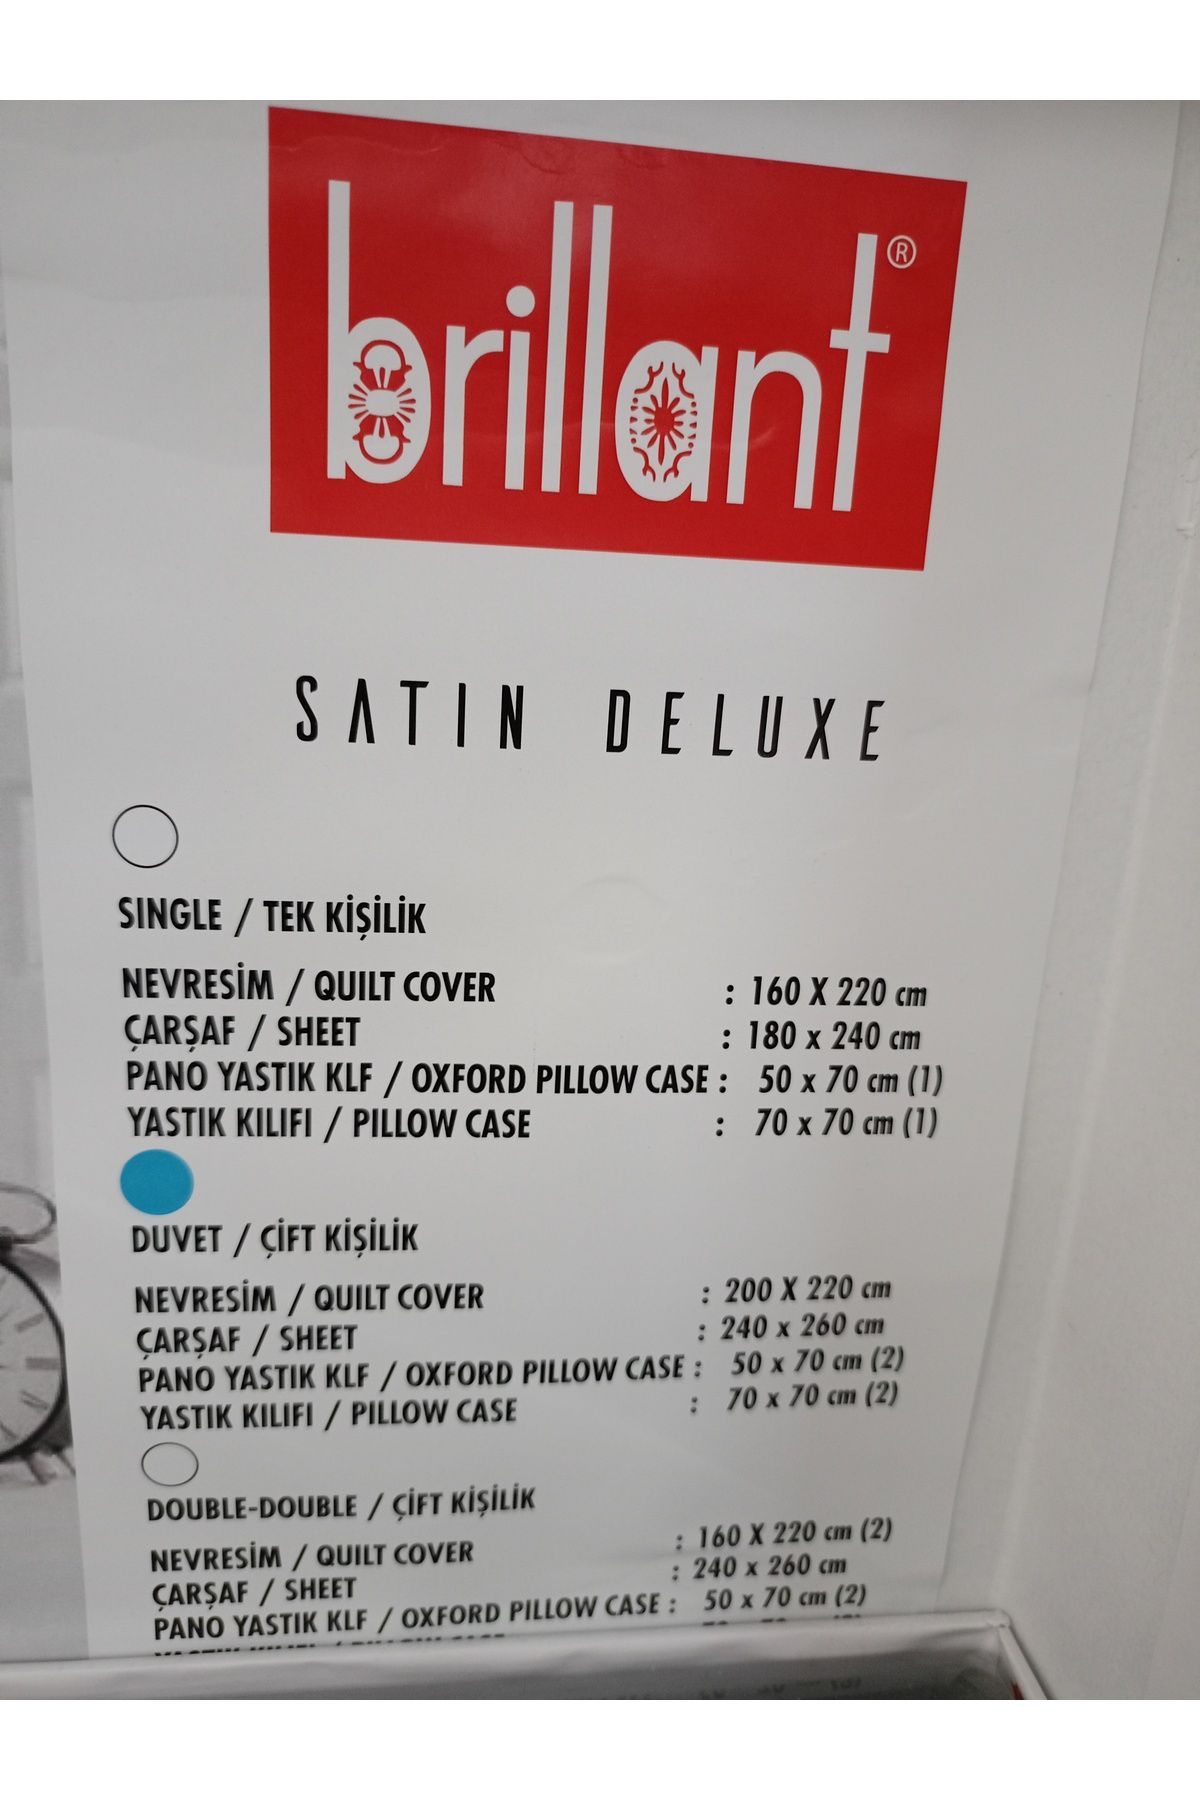 brillant®
SATIN DELUXE
SINGLE / TEK KİŞİLİK
NEVRESİM / QUILT COVER : 160 X 220 cm
ÇARŞAF / SHEET : 180 x 240 cm
PANO YASTIK KLF / OXFORD PILLOW CASE : 50 x 70 cm (1)
YASTIK KILIFI / PILLOW CASE : 70 x 70 cm (1)
DUVET / ÇİFT KİŞİLİK
NEVRESİM / QUILT COVER : 200 X 220 cm
ÇARŞAF / SHEET : 240 x 260 cm
PANO YASTIK KLF / OXFORD PILLOW CASE : 50 x 70 cm (2)
YASTIK KILIFI / PILLOW CASE : 70 x 70 cm (2)
DOUBLE-DOUBLE / ÇİFT KİŞİLİK
NEVRESİM / QUILT COVER : 160 X 220 cm (2)
ÇARŞAF / SHEET : 240 x 260 cm
PANO YASTIK KLF / OXFORD PILLOW CASE : 50 x 70 cm (2)